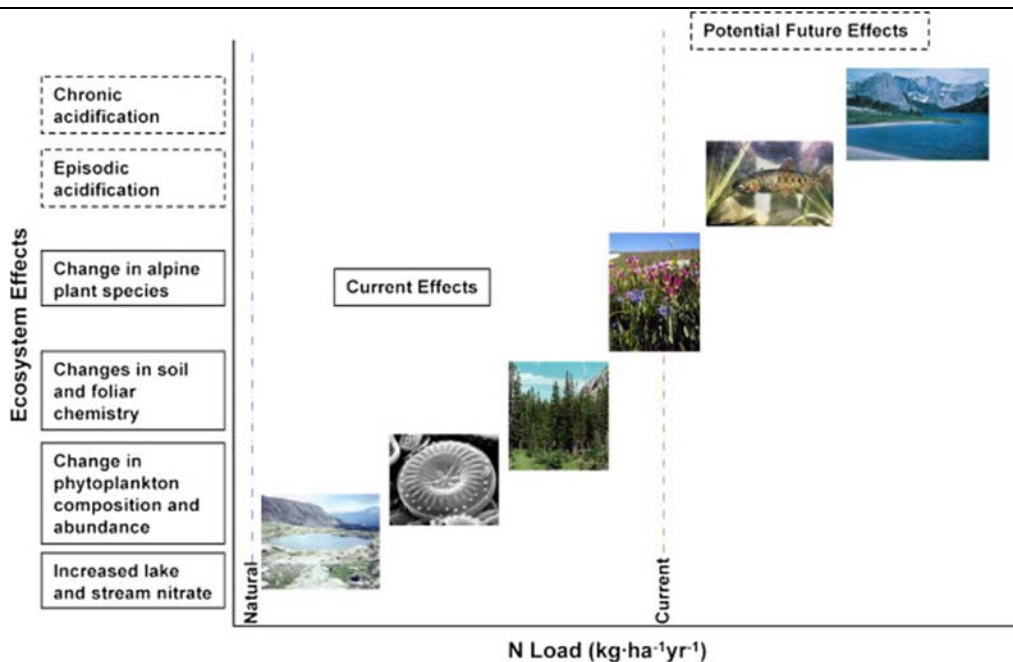 Potential Future Effects
Chronic
acidification
Episodic
acidification
Change in alpine
plant species
Current Effects
Changes in soil
and foliar
chemistry
Change in
phytoplankton
composition and
abundance
Increased lake
and stream nitrate
Ecosystem Effects
Natural
Current
N Load (kg·ha⁻¹yr⁻¹)